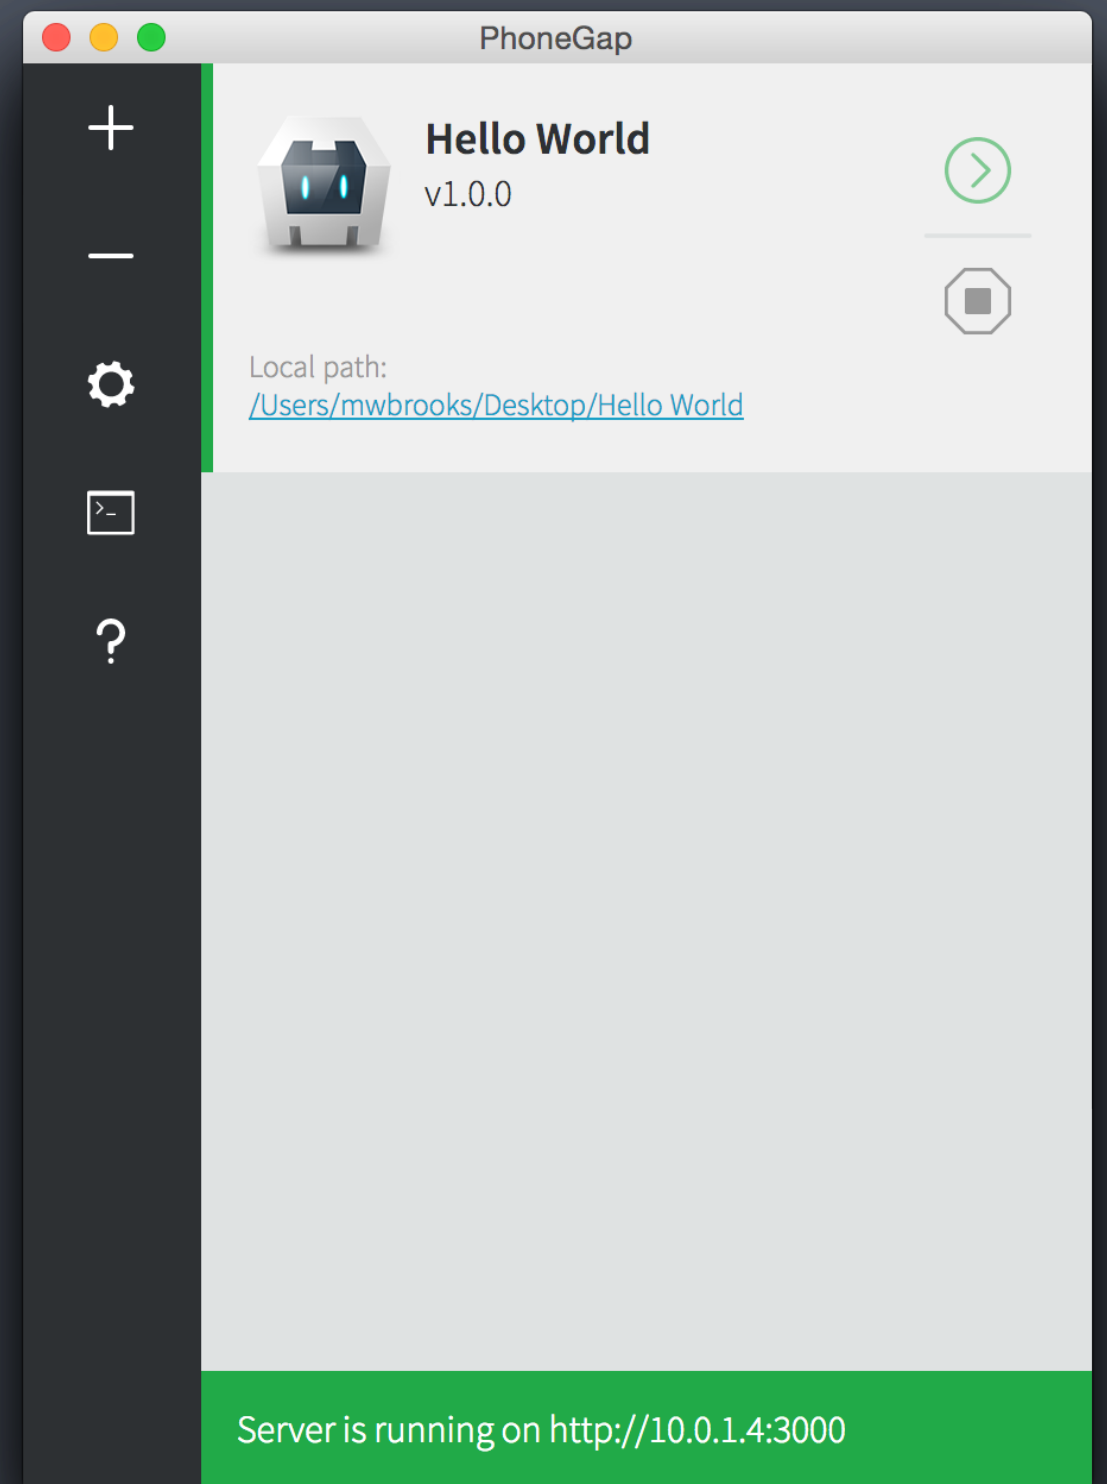 PhoneGap
Hello World
v1.0.0
Local path:
/Users/mwbrooks/Desktop/Hello World
Server is running on http://10.0.1.4:3000